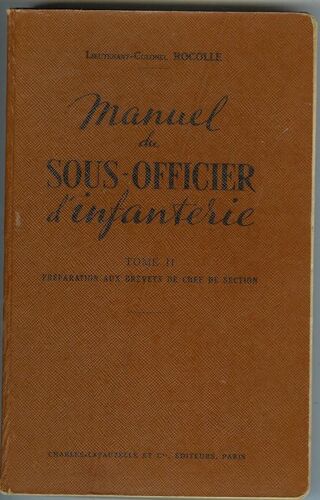 Lieutenant-Colonel ROCOLLE
Manuel
du
SOUS-OFFICIER
d'infanterie
TOME II
PRÉPARATION AUX BREVETS DE CHEF DE SECTION
CHARLES-LAVAUZELLE ET Cie, ÉDITEURS, PARIS